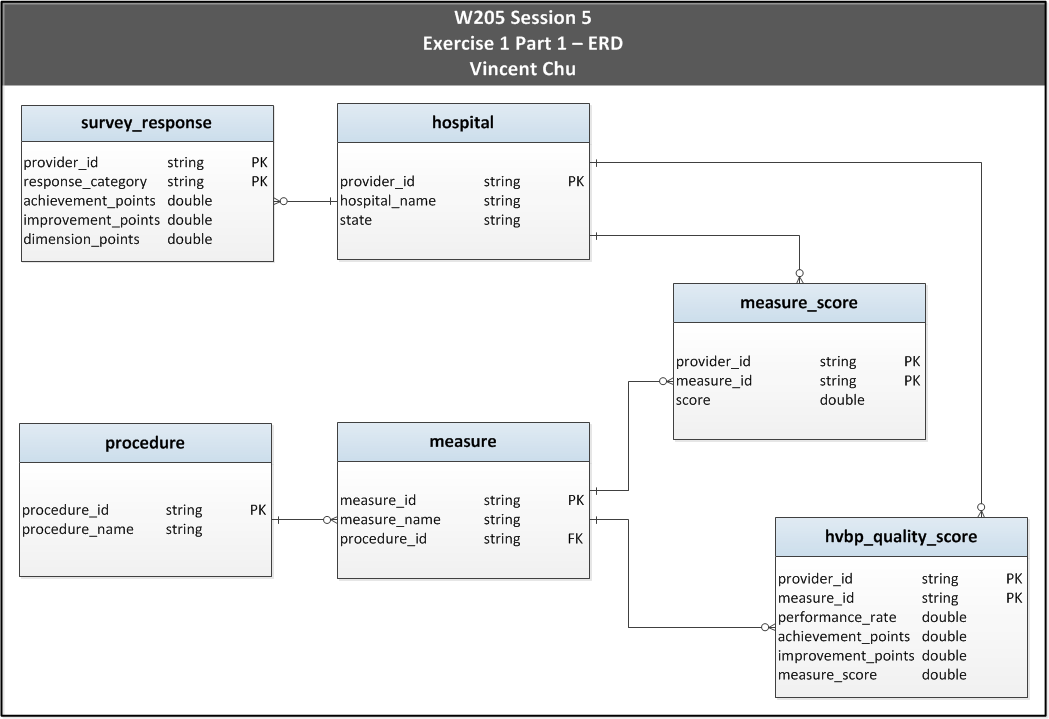 W205 Session 5
Exercise 1 Part 1 – ERD
Vincent Chu
survey_response
provider_id string PK
response_category string PK
achievement_points double
improvement_points double
dimension_points double
hospital
provider_id string PK
hospital_name string
state string
measure_score
provider_id string PK
measure_id string PK
score double
procedure
procedure_id string PK
procedure_name string
measure
measure_id string PK
measure_name string
procedure_id string FK
hvbp_quality_score
provider_id string PK
measure_id string PK
performance_rate double
achievement_points double
improvement_points double
measure_score double